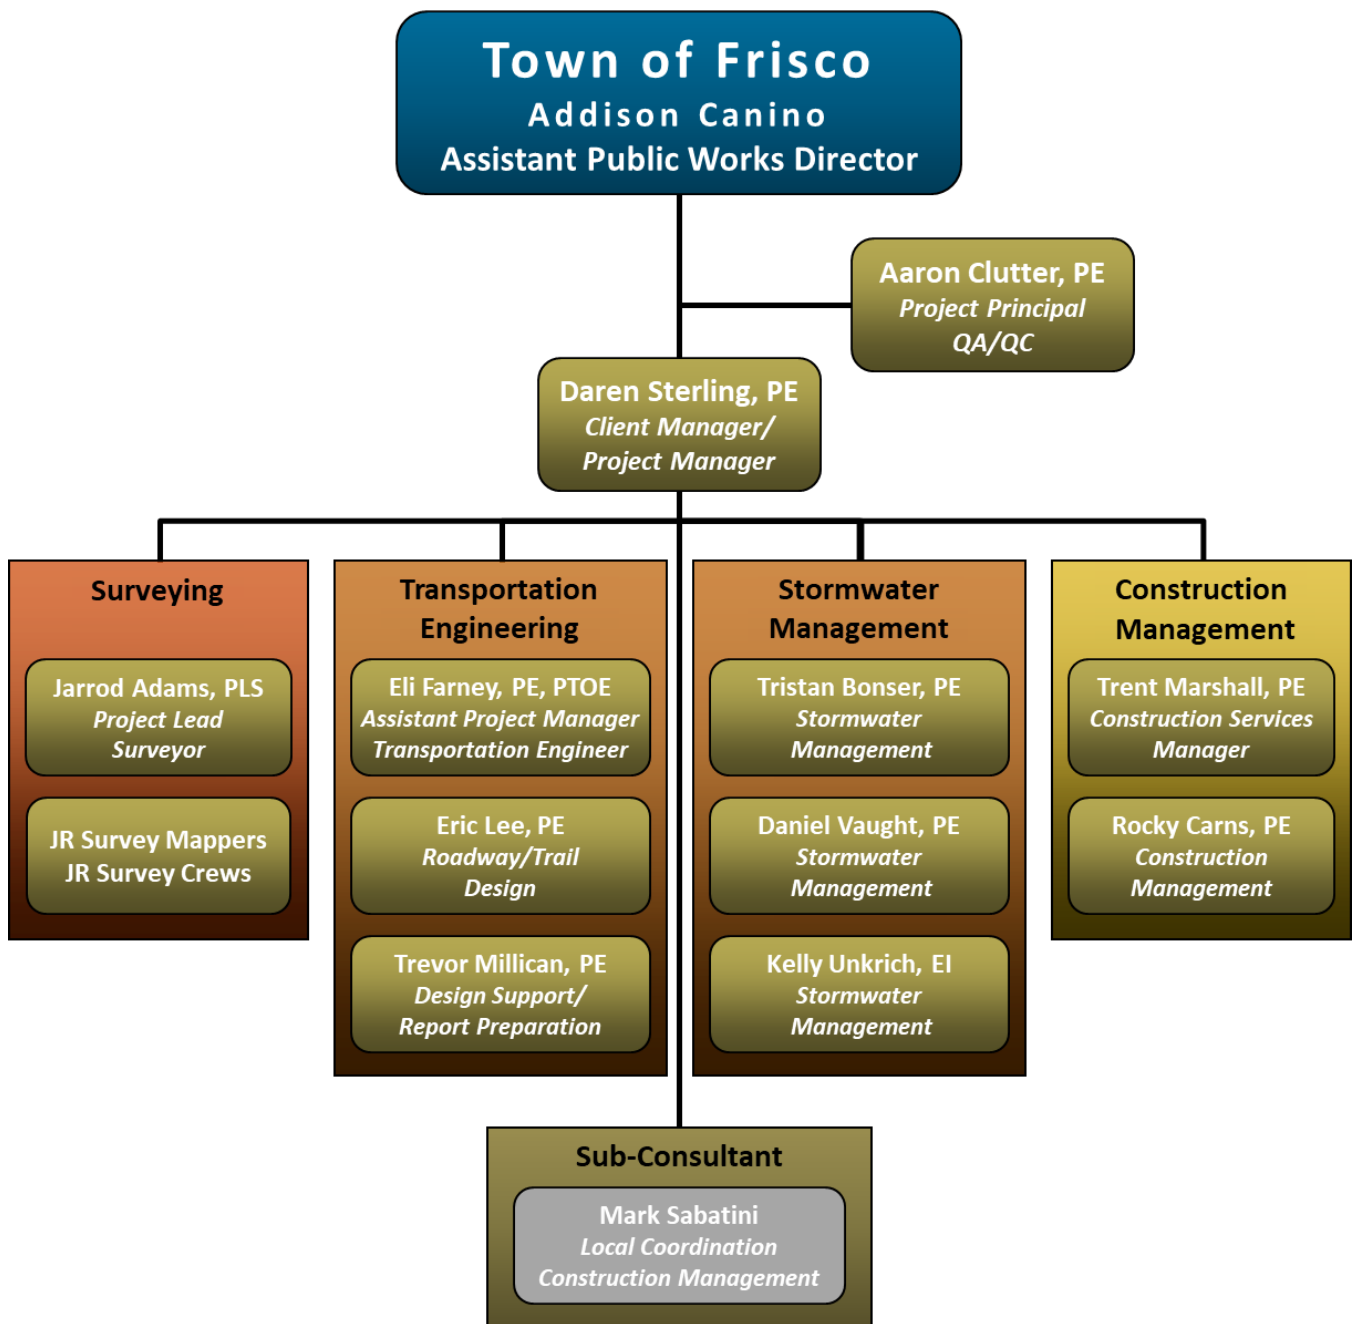 Town of Frisco
Addison Canino
Assistant Public Works Director
Aaron Clutter, PE
Project Principal
QA/QC
Daren Sterling, PE
Client Manager/
Project Manager
Surveying
Jarrod Adams, PLS
Project Lead
Surveyor
JR Survey Mappers
JR Survey Crews
Transportation
Engineering
Eli Farney, PE, PTOE
Assistant Project Manager
Transportation Engineer
Eric Lee, PE
Roadway/Trail
Design
Trevor Millican, PE
Design Support/
Report Preparation
Stormwater
Management
Tristan Bonser, PE
Stormwater
Management
Daniel Vaught, PE
Stormwater
Management
Kelly Unkrich, EI
Stormwater
Management
Construction
Management
Trent Marshall, PE
Construction Services
Manager
Rocky Carns, PE
Construction
Management
Sub-Consultant
Mark Sabatini
Local Coordination
Construction Management